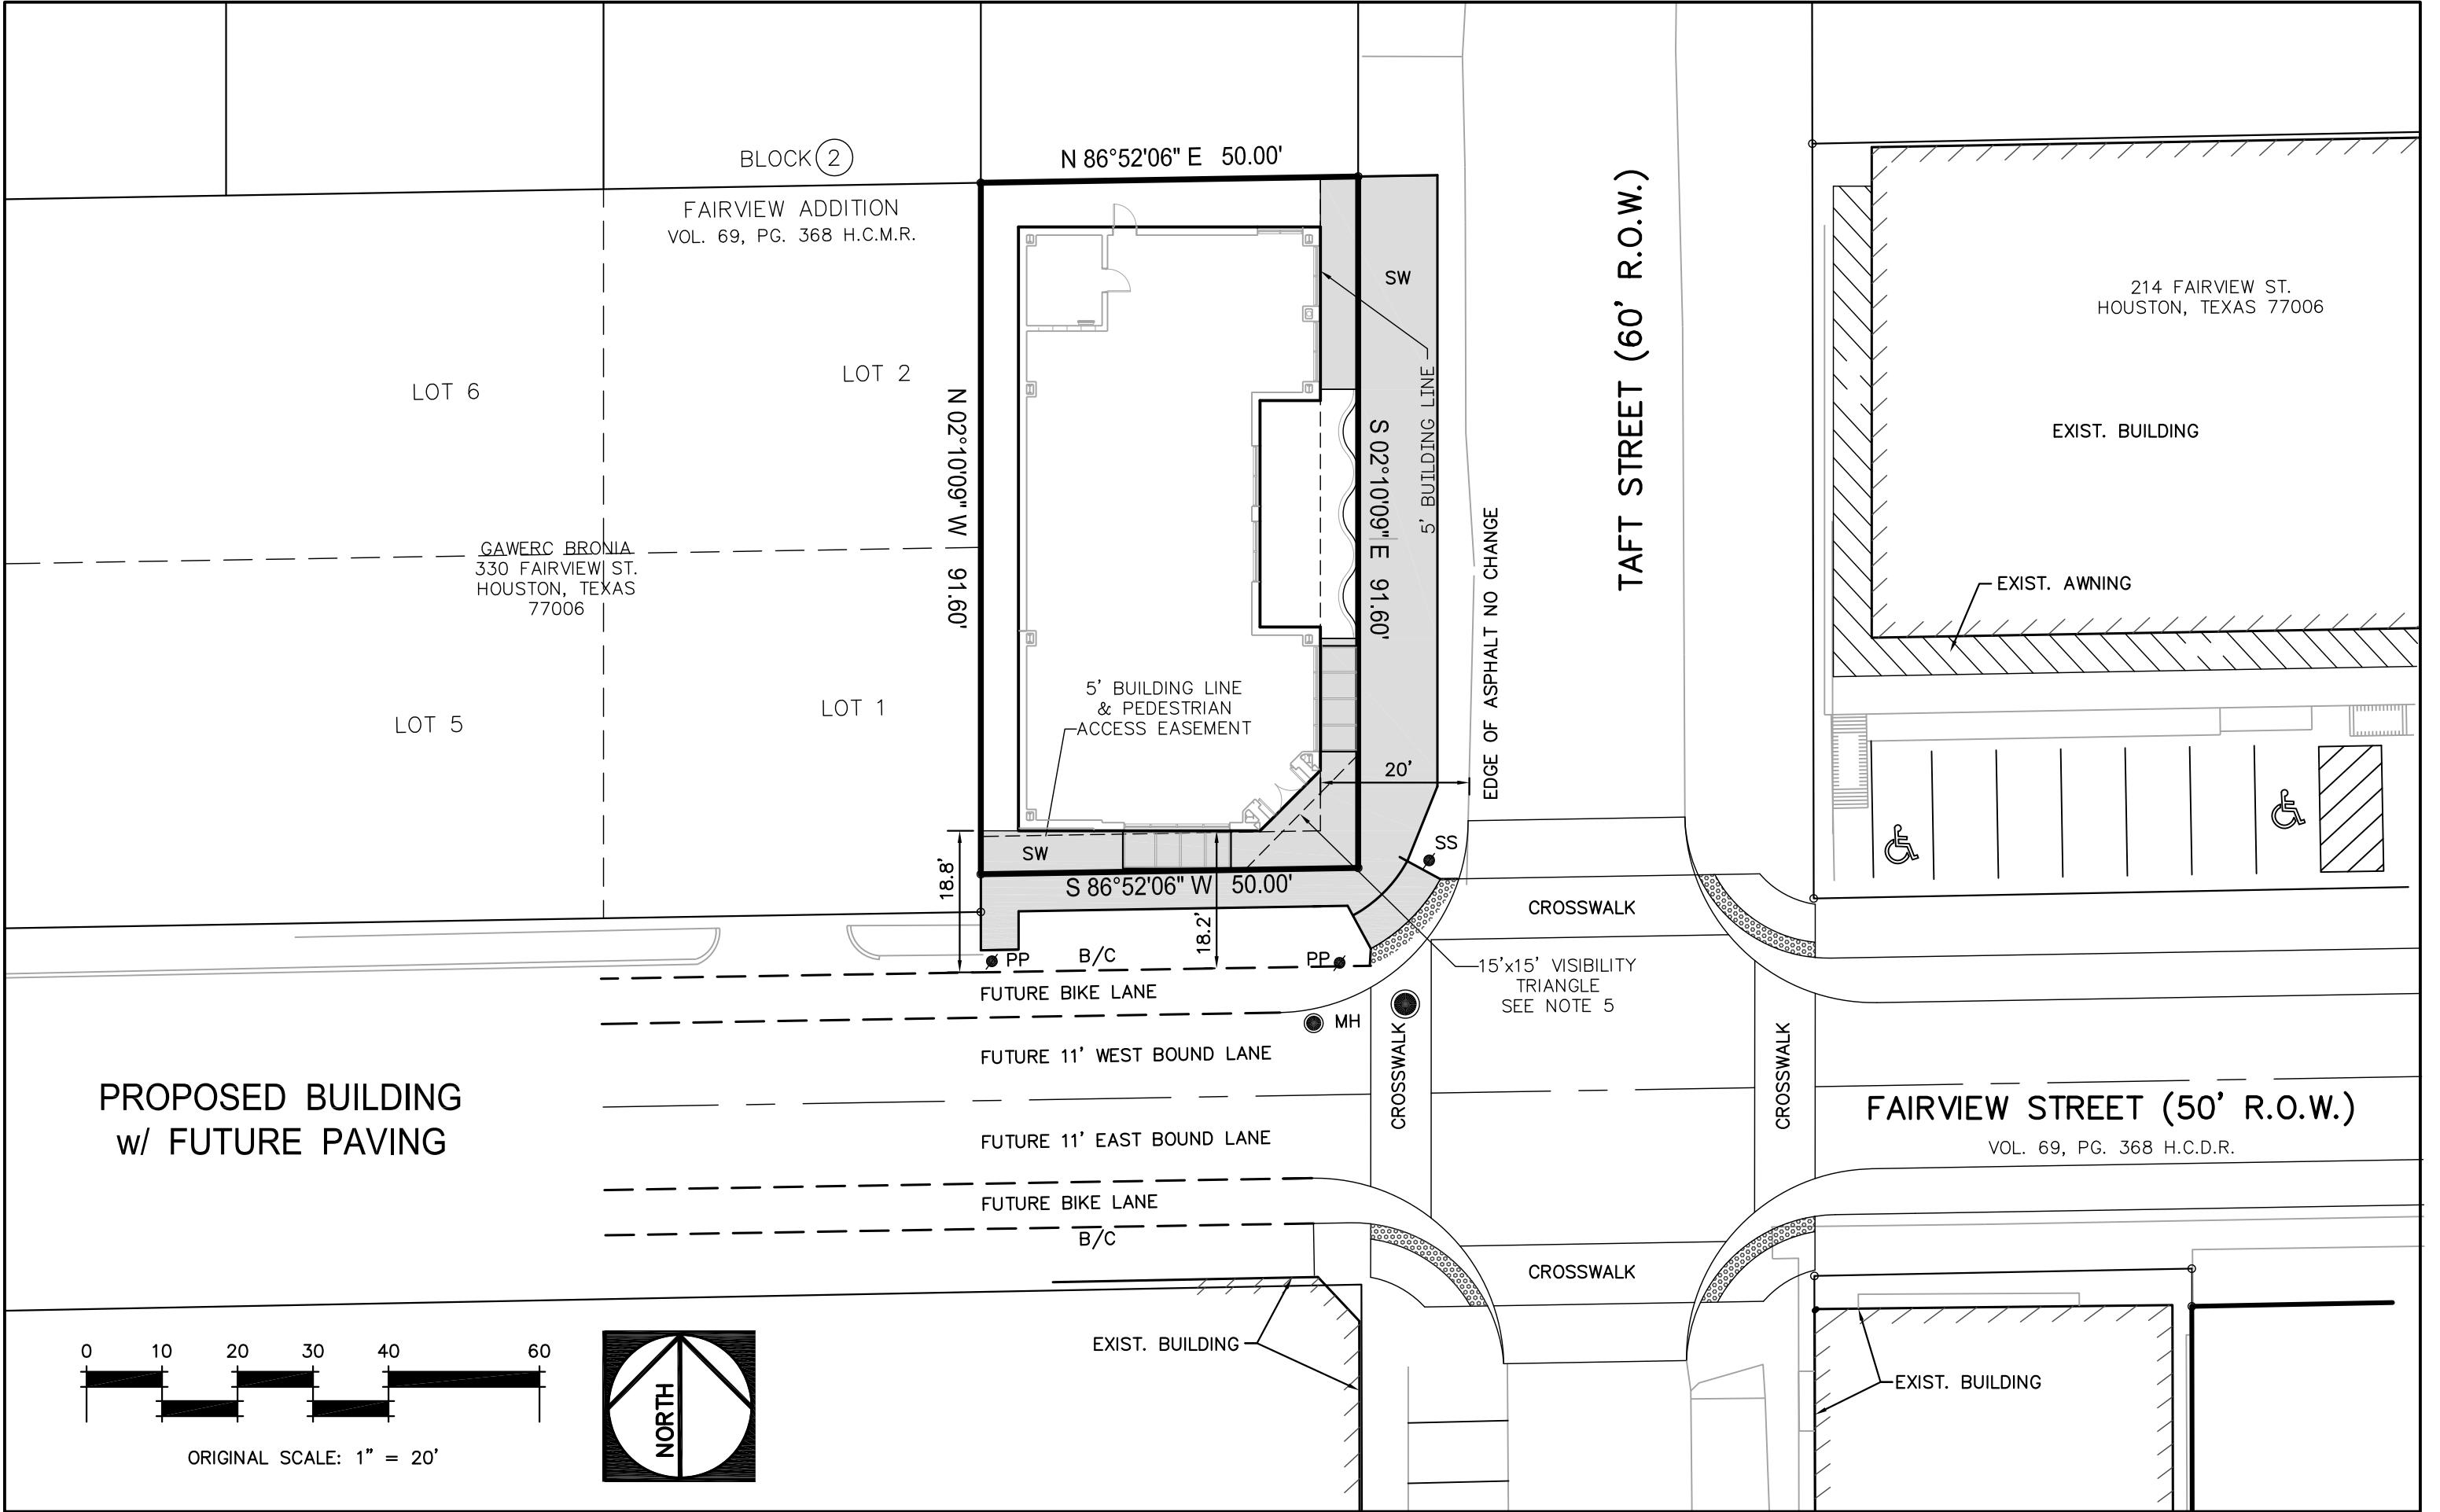 BLOCK 2
N 86°52'06" E 50.00'
FAIRVIEW ADDITION
VOL. 69, PG. 368 H.C.M.R.
LOT 6
LOT 2
N 02°10'09" W 91.60'
GAWERC BRONIA
330 FAIRVIEW ST.
HOUSTON, TEXAS
77006
LOT 5
LOT 1
5' BUILDING LINE
& PEDESTRIAN
ACCESS EASEMENT
SW
SW
5' BUILDING LINE
S 02°10'09" E 91.60'
20'
EDGE OF ASPHALT NO CHANGE
TAFT STREET (60' R.O.W.)
214 FAIRVIEW ST.
HOUSTON, TEXAS 77006
EXIST. BUILDING
EXIST. AWNING
18.8'
S 86°52'06" W 50.00'
18.2'
SS
PP
B/C
PP
CROSSWALK
15'x15' VISIBILITY
TRIANGLE
SEE NOTE 5
FUTURE BIKE LANE
MH
FUTURE 11' WEST BOUND LANE
CROSSWALK
CROSSWALK
PROPOSED BUILDING
w/ FUTURE PAVING
FUTURE 11' EAST BOUND LANE
FAIRVIEW STREET (50' R.O.W.)
VOL. 69, PG. 368 H.C.D.R.
FUTURE BIKE LANE
B/C
CROSSWALK
EXIST. BUILDING
EXIST. BUILDING
0 10 20 30 40 60
ORIGINAL SCALE: 1" = 20'
NORTH